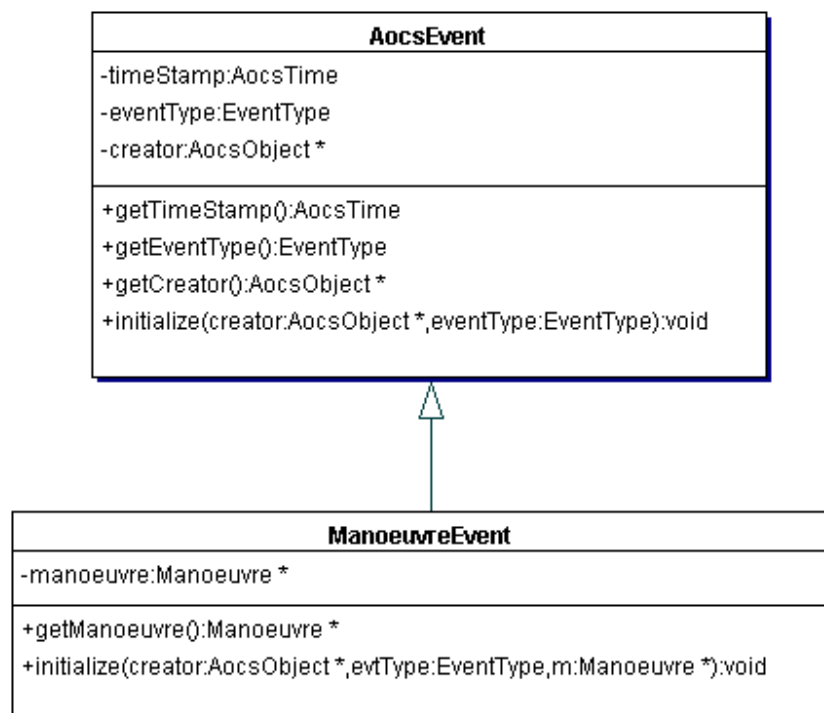 AocsEvent
-timeStamp:AocsTime
-eventType:EventType
-creator:AocsObject *
+getTimeStamp():AocsTime
+getEventType():EventType
+getCreator():AocsObject *
+initialize(creator:AocsObject *,eventType:EventType):void
ManoeuvreEvent
-manoeuvre:Manoeuvre *
+getManoeuvre():Manoeuvre *
+initialize(creator:AocsObject *,evtType:EventType,m:Manoeuvre *):void